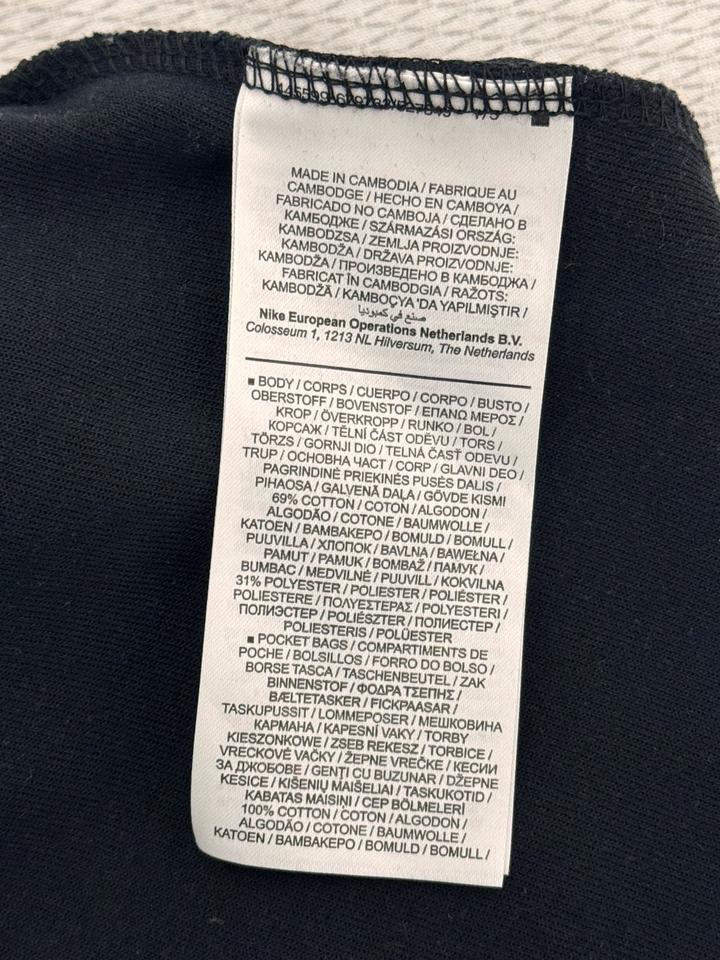 MADE IN CAMBODIA / FABRIQUE AU
CAMBODGE / HECHO EN CAMBOYA /
FABRICADO NO CAMBOJA / СДЕЛАНО В
КАМБОДЖЕ / SZÁRMAZÁSI ORSZÁG:
KAMBODZSA / ZEMLJA PROIZVODNJE:
KAMBODŽA / DRŽAVA PROIZVODNJE:
KAMBODŽA / ПРОИЗВЕДЕНО В КАМБОДЖА /
FABRICAT ÎN CAMBODGIA / RAŽOTS:
KAMBODŽĀ / KAMBOÇYA 'DA YAPILMIŞTIR /
صنع في كمبوديا
Nike European Operations Netherlands B.V.
Colosseum 1, 1213 NL Hilversum, The Netherlands
■ BODY / CORPS / CUERPO / CORPO / BUSTO /
OBERSTOFF / BOVENSTOF / ΕΠΑΝΩ ΜΕΡΟΣ /
KROP / ÖVERKROPP / RUNKO / BOL /
КОРСАЖ / TĚLNÍ ČÁST ODĚVU / TORS /
TÖRZS / GORNJI DIO / TELNÁ ČASŤ ODEVU /
TRUP / ОСНОВНА ЧАСТ / CORP / GLAVNI DEO /
PAGRINDINĖ PRIEKINĖS PUSĖS DALIS /
PIHAOSA / GALVENĀ DAĻA / GÖVDE KISMI
69% COTTON / COTON / ALGODON /
ALGODÃO / COTONE / BAUMWOLLE /
KATOEN / ΒΑΜΒΑΚΕΡΟ / BOMULD / BOMULL /
PUUVILLA / ХЛОПОК / BAVLNA / BAWEŁNA /
PAMUT / PAMUK / BOMBAŽ / ПАМУК /
BUMBAC / MEDVILNĖ / PUUVILL / KOKVILNA
31% POLYESTER / POLIESTER / POLIÉSTER /
POLIESTERE / ΠΟΛΥΕΣΤΕΡΑΣ / POLYESTERI /
ПОЛИЭСТЕР / POLIÉSZTER / ПОЛИЕСТЕР /
POLIESTERIS / POLÜESTER
■ POCKET BAGS / COMPARTIMENTS DE
POCHE / BOLSILLOS / FORRO DO BOLSO /
BORSE TASCA / TASCHENBEUTEL / ZAK
BINNENSTOF / ΦΟΔΡΑ ΤΣΕΠΗΣ /
BÆLTETASKER / FICKPAASAR /
TASKUPUSSIT / LOMMEPOSER / МЕШКОВИНА
КАРМАНА / KAPESNÍ VAKY / TORBY
KIESZONKOWE / ZSEB REKESZ / TORBICE /
VRECKOVÉ VAČKY / ŽEPNE VREČKE / КЕСИИ
ЗА ДЖОБОВЕ / GENȚI CU BUZUNAR / DŽEPNE
KESICE / KIŠENIŲ MAIŠELIAI / TASKUKOTID /
KABATAS MAISIŅI / CEP BÖLMELERİ
100% COTTON / COTON / ALGODON /
ALGODÃO / COTONE / BAUMWOLLE /
KATOEN / ΒΑΜΒΑΚΕΡΟ / BOMULD / BOMULL /